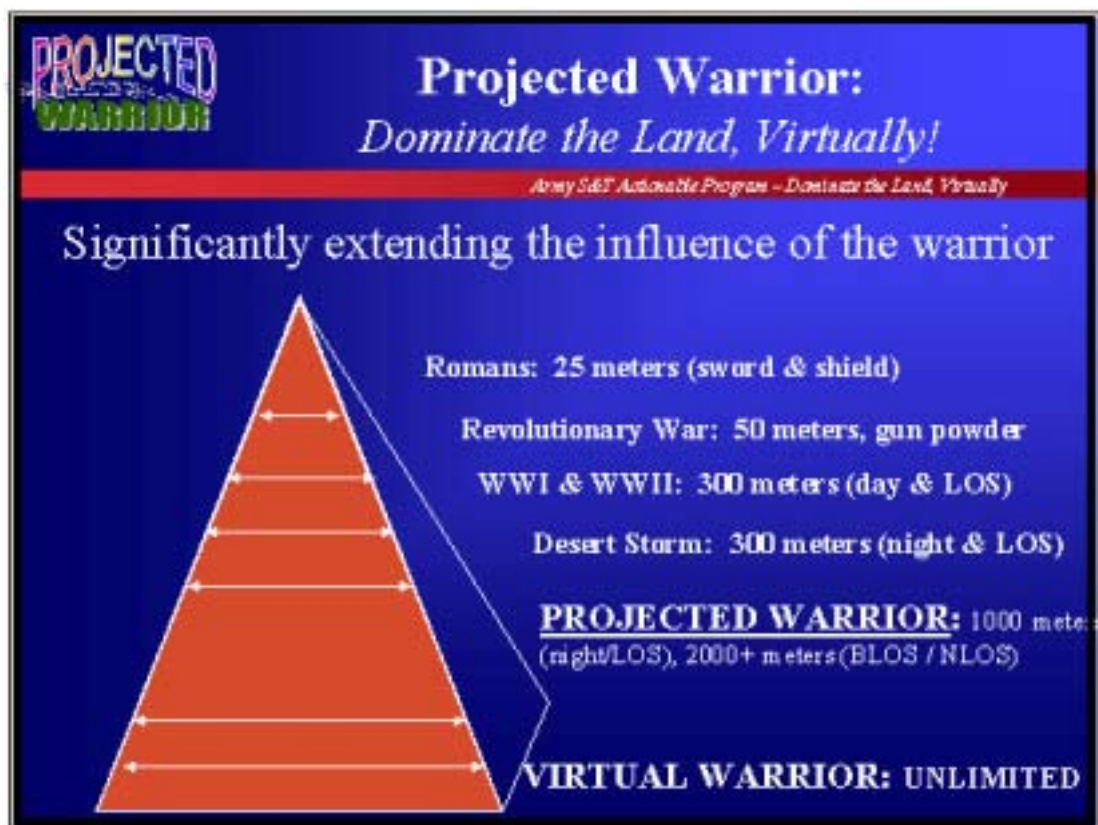 PROJECTED
WARRIOR
Projected Warrior:
Dominate the Land, Virtually!
Army S&T Actionable Program – Dominate the Land, Virtually
Significantly extending the influence of the warrior
Romans: 25 meters (sword & shield)
Revolutionary War: 50 meters, gun powder
WWI & WWII: 300 meters (day & LOS)
Desert Storm: 300 meters (night & LOS)
PROJECTED WARRIOR: 1000 meters
(night/LOS), 2000+ meters (BLOS / NLOS)
VIRTUAL WARRIOR: UNLIMITED